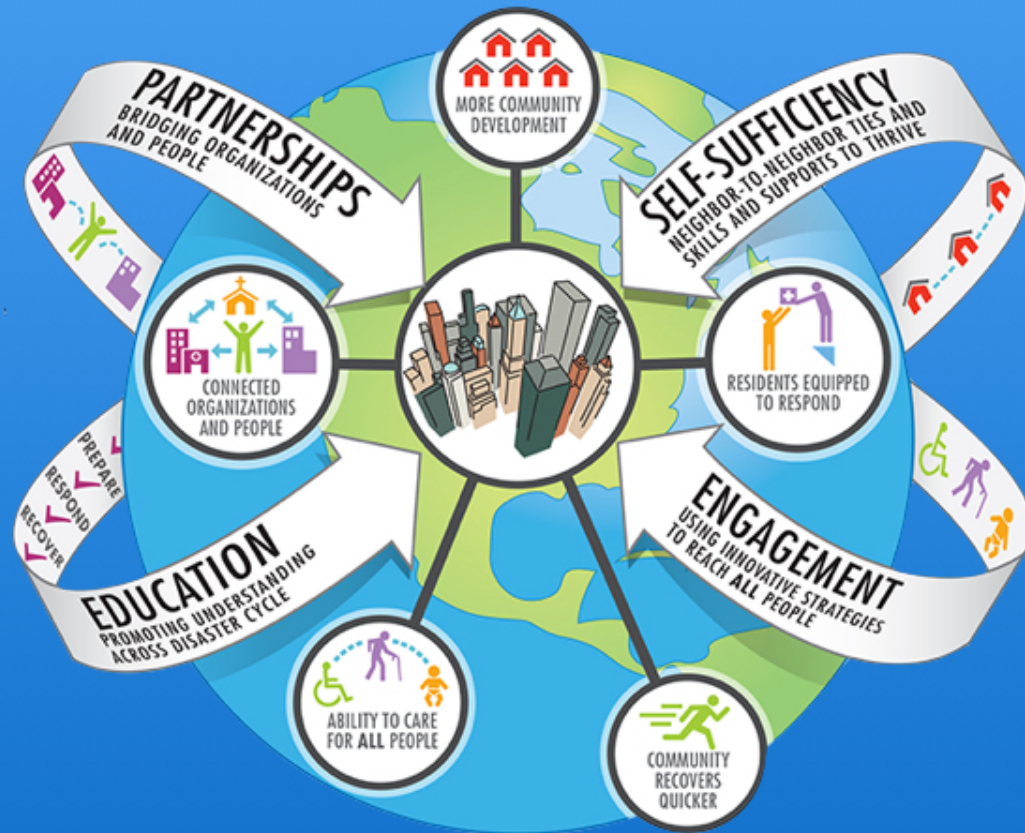 MORE COMMUNITY
DEVELOPMENT
PARTNERSHIPS
BRIDGING ORGANIZATIONS
AND PEOPLE
SELF-SUFFICIENCY
NEIGHBOR-TO-NEIGHBOR TIES AND
SKILLS AND SUPPORTS TO THRIVE
CONNECTED
ORGANIZATIONS
AND PEOPLE
RESIDENTS EQUIPPED
TO RESPOND
PREPARE
RESPOND
RECOVER
EDUCATION
PROMOTING UNDERSTANDING
ACROSS DISASTER CYCLE
ENGAGEMENT
USING INNOVATIVE STRATEGIES
TO REACH ALL PEOPLE
ABILITY TO CARE
FOR ALL PEOPLE
COMMUNITY
RECOVERS
QUICKER